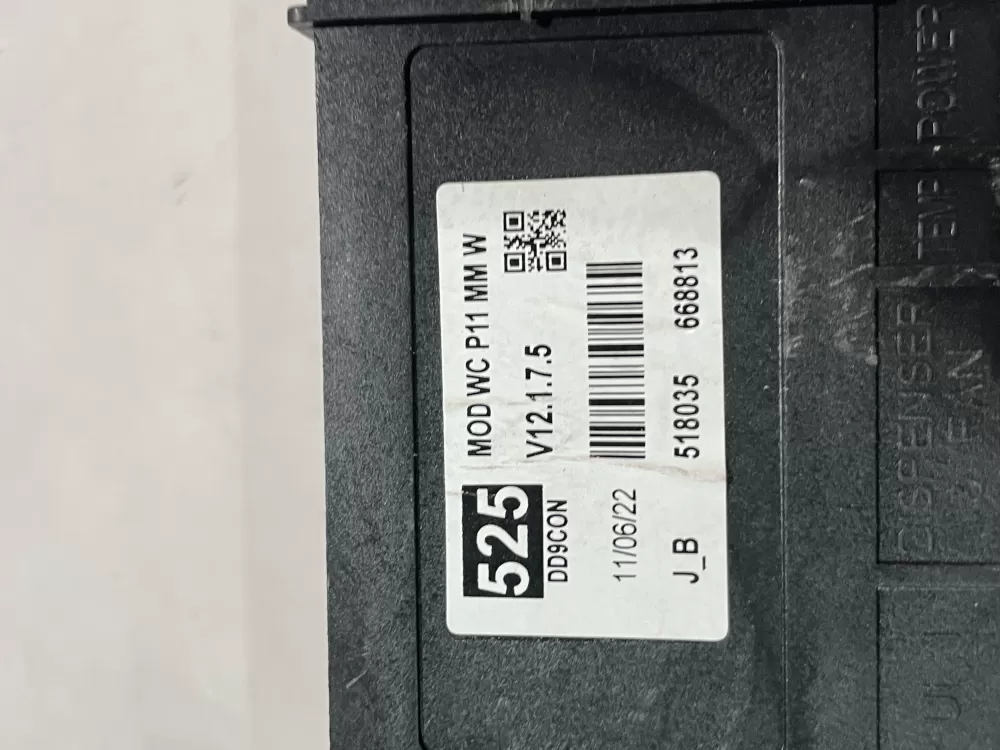 525 MOD WC P11 MM W
DD9CON V12.1.7.5
11/06/22
J_B 518035 668813
DISPENSER TEMP POWER
FAN